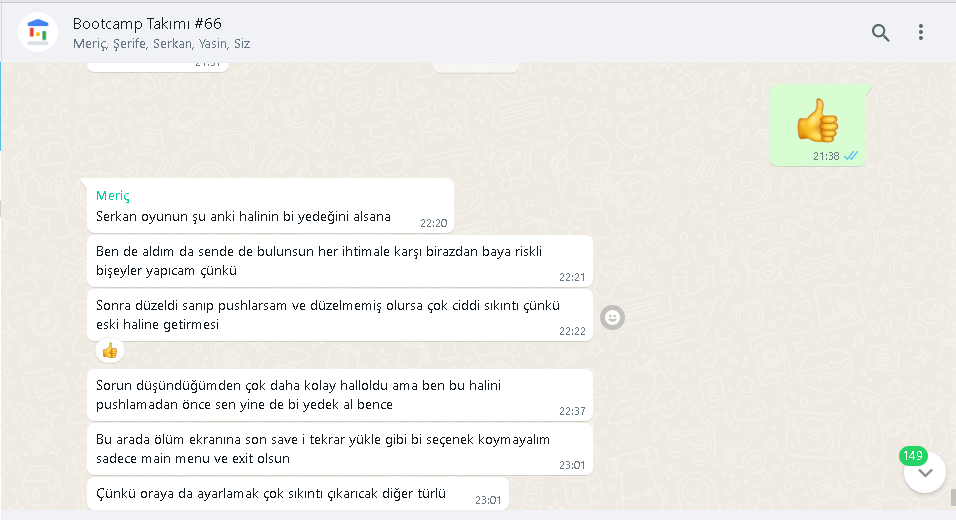 Bootcamp Takımı #66
Meriç, Şerife, Serkan, Yasin, Siz
21:38
Meriç
Serkan oyunun şu anki halinin bi yedeğini alsana
22:20
Ben de aldım da sende de bulunsun her ihtimale karşı birazdan baya riskli
bişeyler yapıcam çünkü
22:21
Sonra düzeldi sanıp pushlarsam ve düzelmemiş olursa çok ciddi sıkıntı çünkü
eski haline getirmesi
22:22
Sorun düşündüğümden çok daha kolay halloldu ama ben bu halini
pushlamadan önce sen yine de bi yedek al bence
22:37
Bu arada ölüm ekranına son save i tekrar yükle gibi bi seçenek koymayalım
sadece main menu ve exit olsun
23:01
Çünkü oraya da ayarlamak çok sıkıntı çıkarıcak diğer türlü
23:01
149